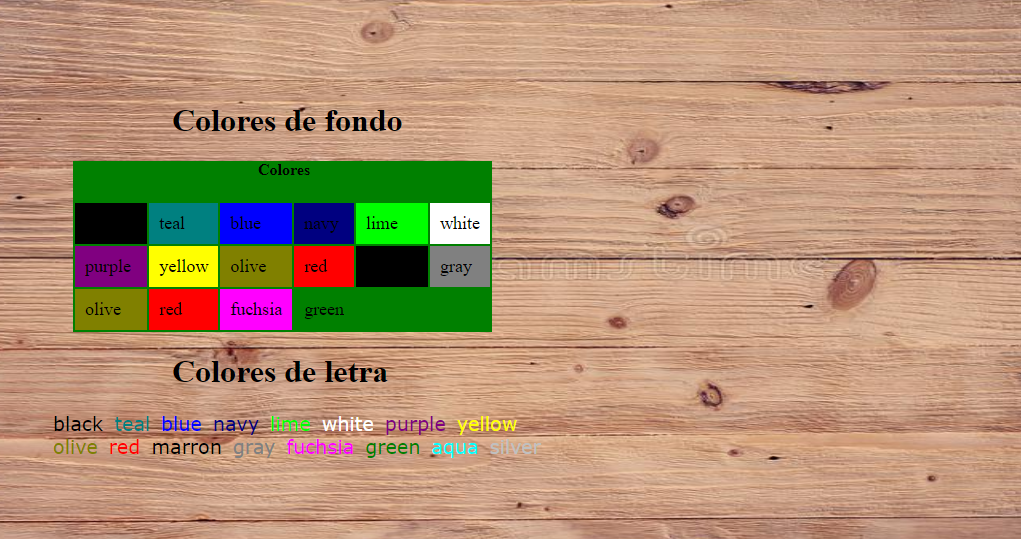 Colores de fondo
Colores
teal blue navy lime white
purple yellow olive red gray
olive red fuchsia green
Colores de letra
black teal blue navy lime white purple yellow
olive red marron gray fuchsia green aqua silver